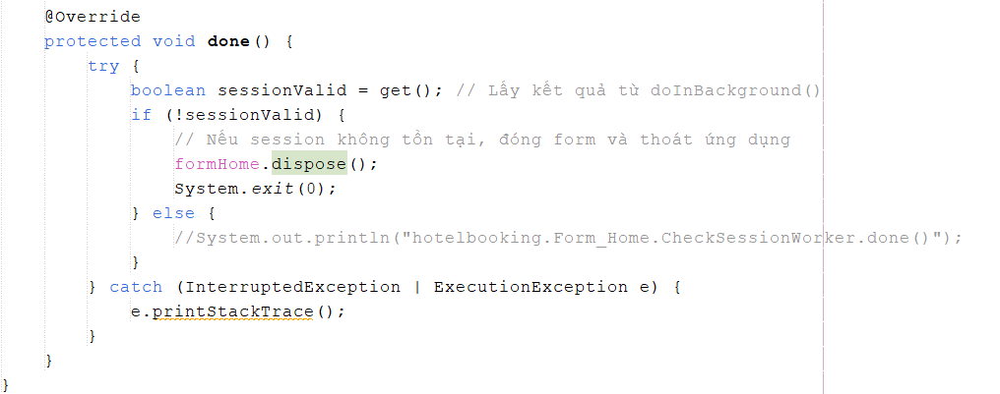 @Override
protected void done() {
try {
boolean sessionValid = get(); // Lấy kết quả từ doInBackground()
if (!sessionValid) {
// Nếu session không tồn tại, đóng form và thoát ứng dụng
formHome.dispose();
System.exit(0);
} else {
//System.out.println("hotelbooking.Form_Home.CheckSessionWorker.done()");
}
} catch (InterruptedException | ExecutionException e) {
e.printStackTrace();
}
}
}